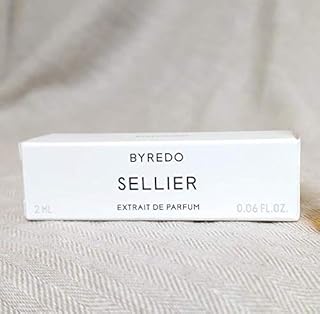 BYREDO
SELLIER
2 ML
EXTRAIT DE PARFUM
0.06 FL.OZ.